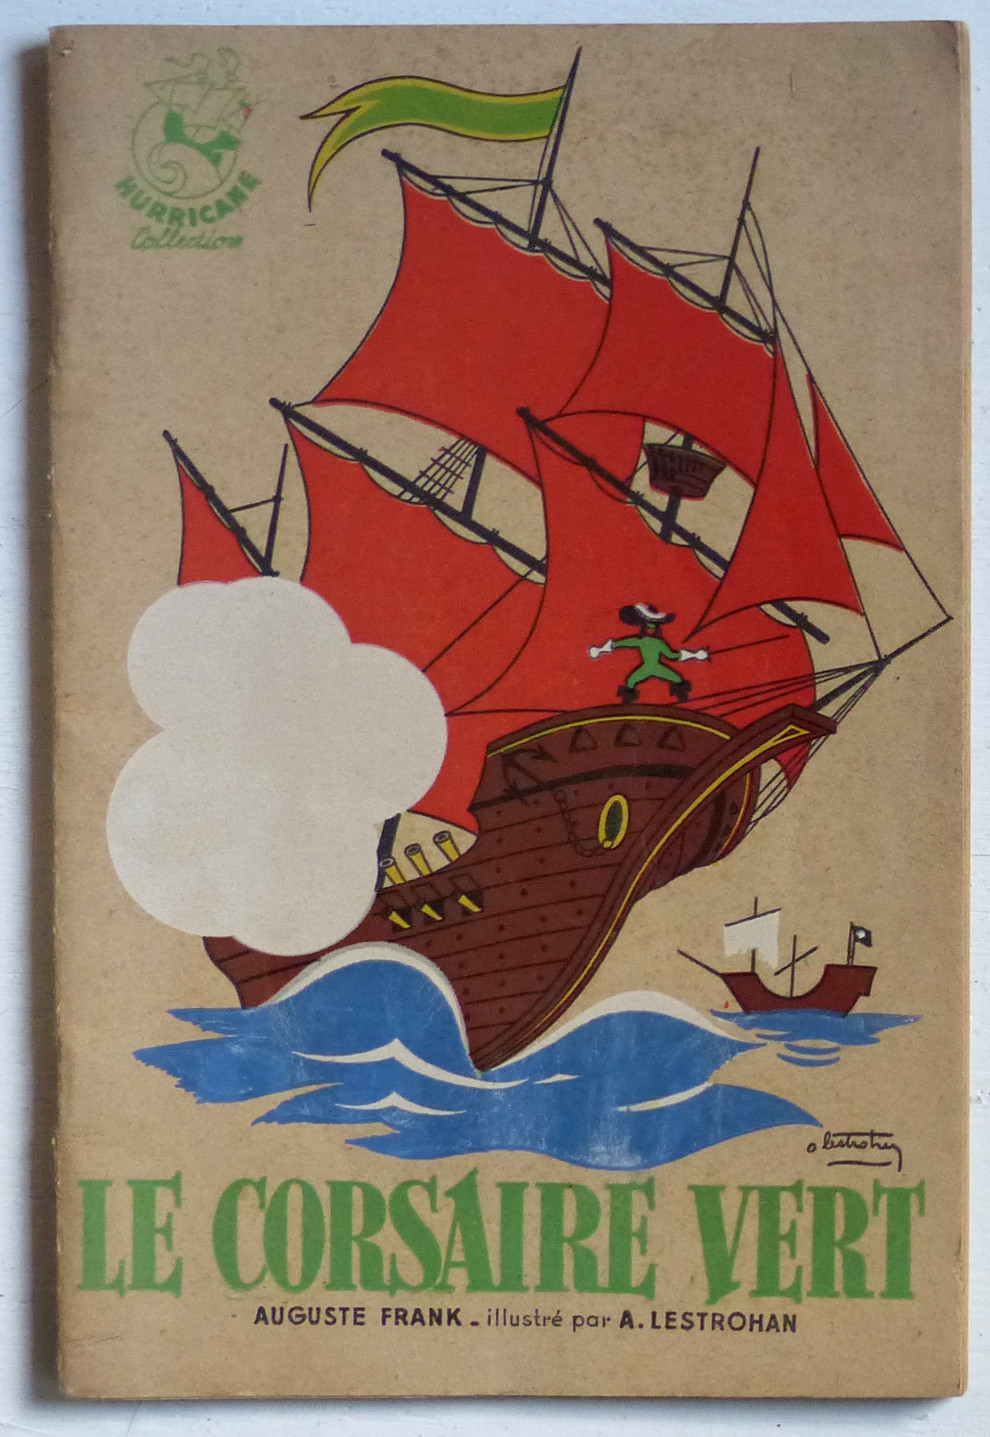 HURRICANE
Collection
LE CORSAIRE VERT
AUGUSTE FRANK - illustré par A. LESTROHAN